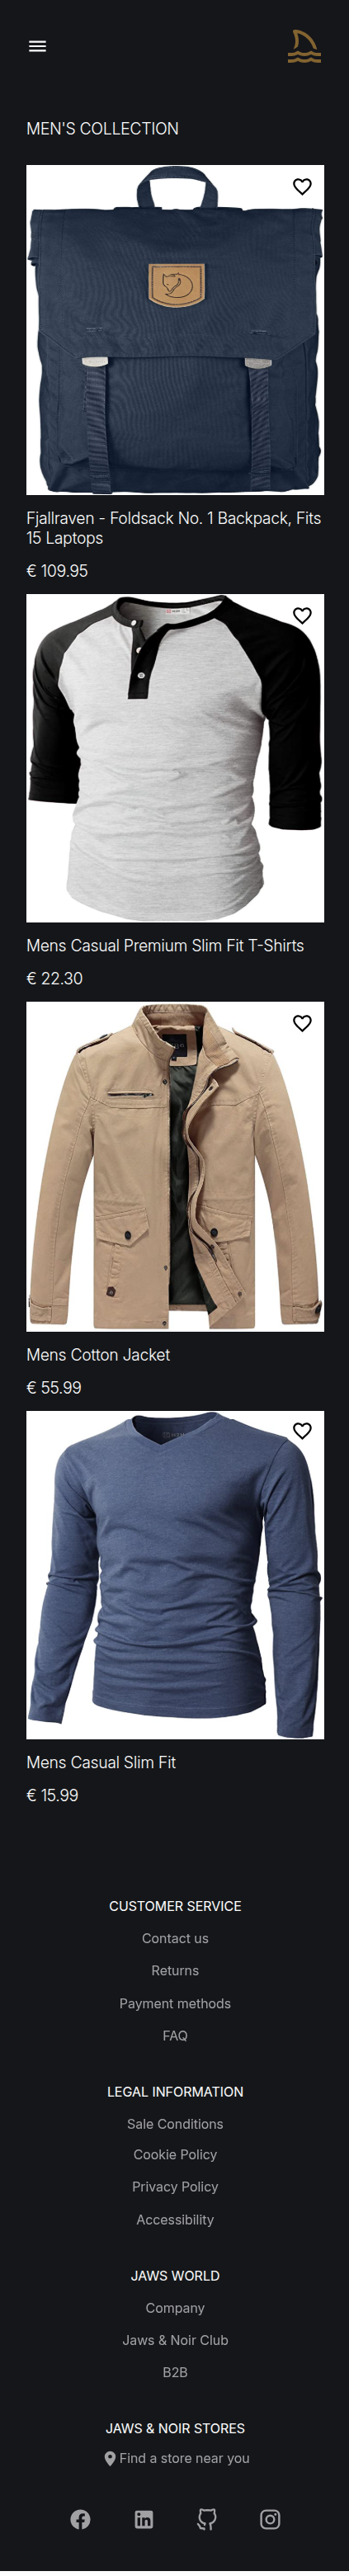 MEN'S COLLECTION
Fjallraven - Foldsack No. 1 Backpack, Fits
15 Laptops
€ 109.95
Mens Casual Premium Slim Fit T-Shirts
€ 22.30
Mens Cotton Jacket
€ 55.99
Mens Casual Slim Fit
€ 15.99
CUSTOMER SERVICE
Contact us
Returns
Payment methods
FAQ
LEGAL INFORMATION
Sale Conditions
Cookie Policy
Privacy Policy
Accessibility
JAWS WORLD
Company
Jaws & Noir Club
B2B
JAWS & NOIR STORES
Find a store near you